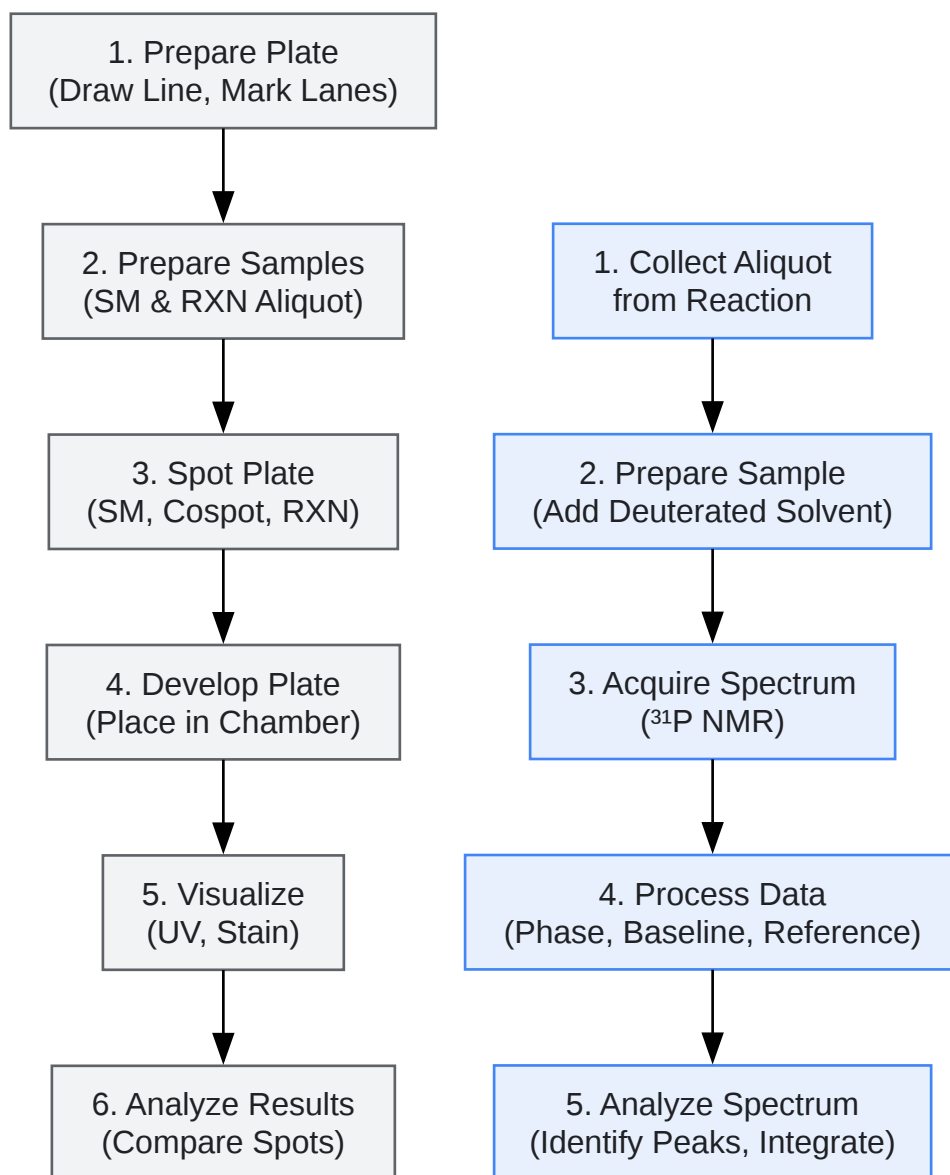 1. Prepare Plate
(Draw Line, Mark Lanes)
2. Prepare Samples
(SM & RXN Aliquot)
3. Spot Plate
(SM, Cospot, RXN)
4. Develop Plate
(Place in Chamber)
5. Visualize
(UV, Stain)
6. Analyze Results
(Compare Spots)
1. Collect Aliquot
from Reaction
2. Prepare Sample
(Add Deuterated Solvent)
3. Acquire Spectrum
(³¹P NMR)
4. Process Data
(Phase, Baseline, Reference)
5. Analyze Spectrum
(Identify Peaks, Integrate)